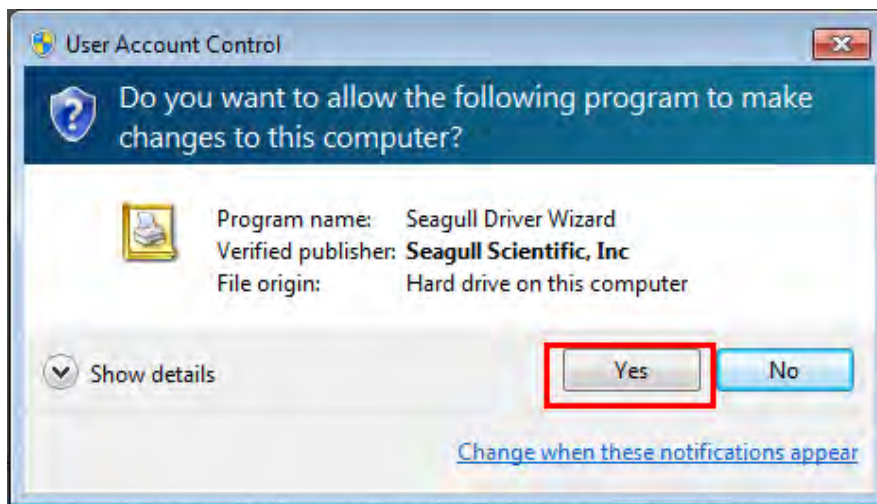 User Account Control
Do you want to allow the following program to make
changes to this computer?
Program name: Seagull Driver Wizard
Verified publisher: Seagull Scientific, Inc
File origin: Hard drive on this computer
Show details
Yes
No
Change when these notifications appear